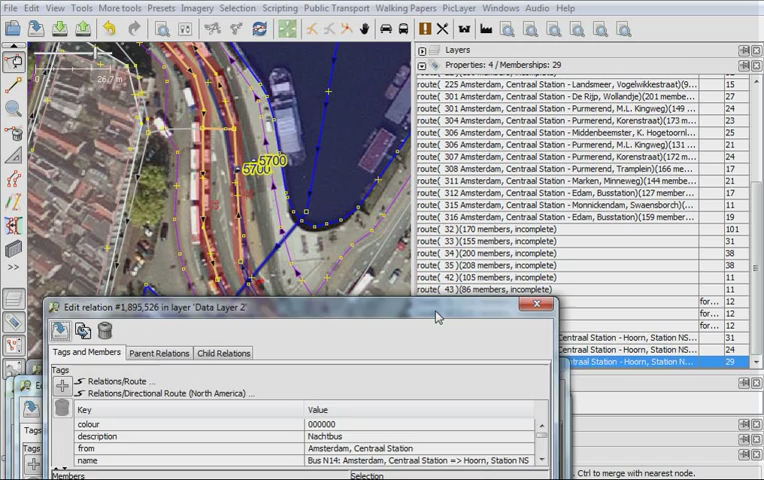 File Edit View Tools More tools Presets Imagery Selection Scripting Public Transport Walking Papers PicLayer Windows Audio Help
Layers
Properties: 4 / Memberships: 29
26.7 m
route( 225 Amsterdam, Centraal Station - Landsmeer, Vogelwikkestraat)(9... 15
route( 301 Amsterdam, Centraal Station - De Rijp, Wollandje)(201 membe... 27
route( 301 Amsterdam, Centraal Station - Purmerend, M.L. Kingweg)(149 ... 24
route( 304 Amsterdam, Centraal Station - Purmerend, Korenstraat)(173 m... 23
route( 306 Amsterdam, Centraal Station - Middenbeemster, K. Hogetoornl... 26
route( 306 Amsterdam, Centraal Station - Purmerend, M.L. Kingweg)(131 ... 21
route( 307 Amsterdam, Centraal Station - Purmerend, Korenstraat)(172 m... 24
route( 308 Amsterdam, Centraal Station - Purmerend, Tramplein)(166 mem... 21
route( 311 Amsterdam, Centraal Station - Marken, Minneweg)(144 membe... 21
route( 312 Amsterdam, Centraal Station - Edam, Busstation)(127 member... 17
route( 315 Amsterdam, Centraal Station - Monnickendam, Swaensborch)(... 11
route( 316 Amsterdam, Centraal Station - Edam, Busstation)(159 member... 19
route( 32 )(170 members, incomplete) 101
route( 33 )(155 members, incomplete) 31
route( 34 )(200 members, incomplete) 38
route( 35 )(208 members, incomplete) 38
route( 42 )(105 members, incomplete) 11
route( 43 )(86 members, incomplete) 11
for... 12
for... 12
for... 12
Centraal Station - Hoorn, Station NS... 31
Centraal Station - Hoorn, Station NS... 24
entraal Station - Hoorn, Station N... 29
5700
5700
Edit relation #1,895,526 in layer 'Data Layer 2'
Tags and Members Parent Relations Child Relations
Tags
Relations/Route ...
Relations/Directional Route (North America) ...
Key Value
colour 000000
description Nachtbus
from Amsterdam, Centraal Station
name Bus N14: Amsterdam, Centraal Station => Hoorn, Station NS
Members Selection
Ctrl to merge with nearest node.